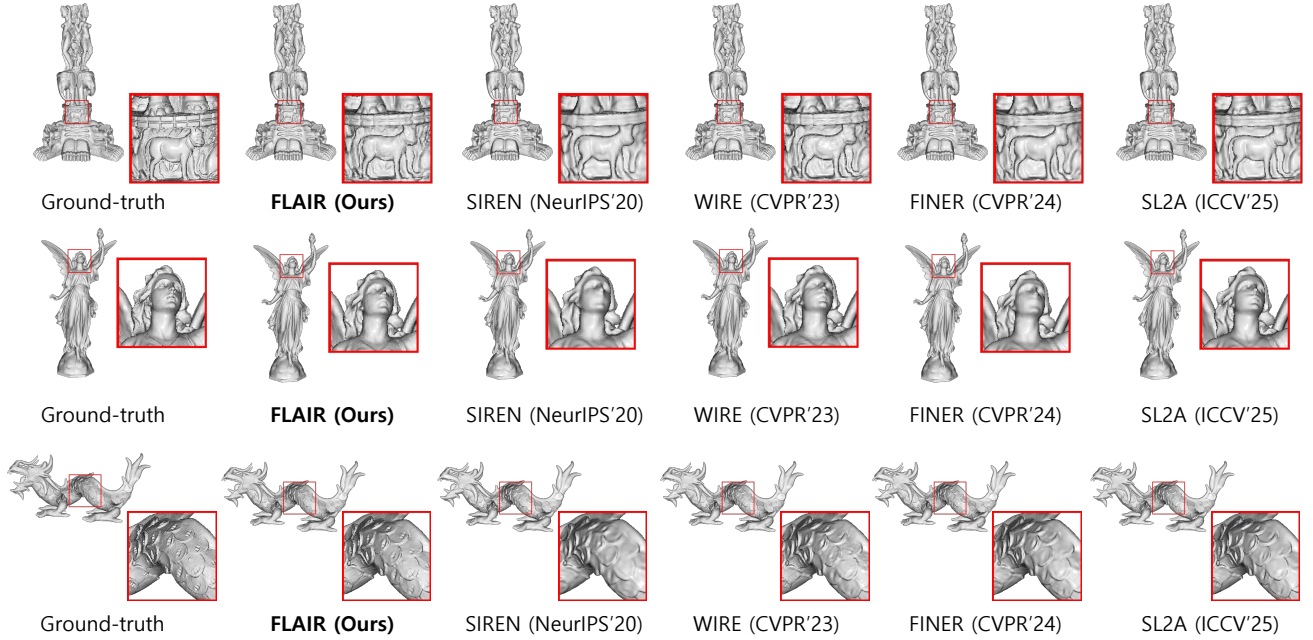 Ground-truth FLAIR (Ours) SIREN (NeurIPS'20) WIRE (CVPR'23) FINER (CVPR'24) SL2A (ICCV'25)
Ground-truth FLAIR (Ours) SIREN (NeurIPS'20) WIRE (CVPR'23) FINER (CVPR'24) SL2A (ICCV'25)
Ground-truth FLAIR (Ours) SIREN (NeurIPS'20) WIRE (CVPR'23) FINER (CVPR'24) SL2A (ICCV'25)